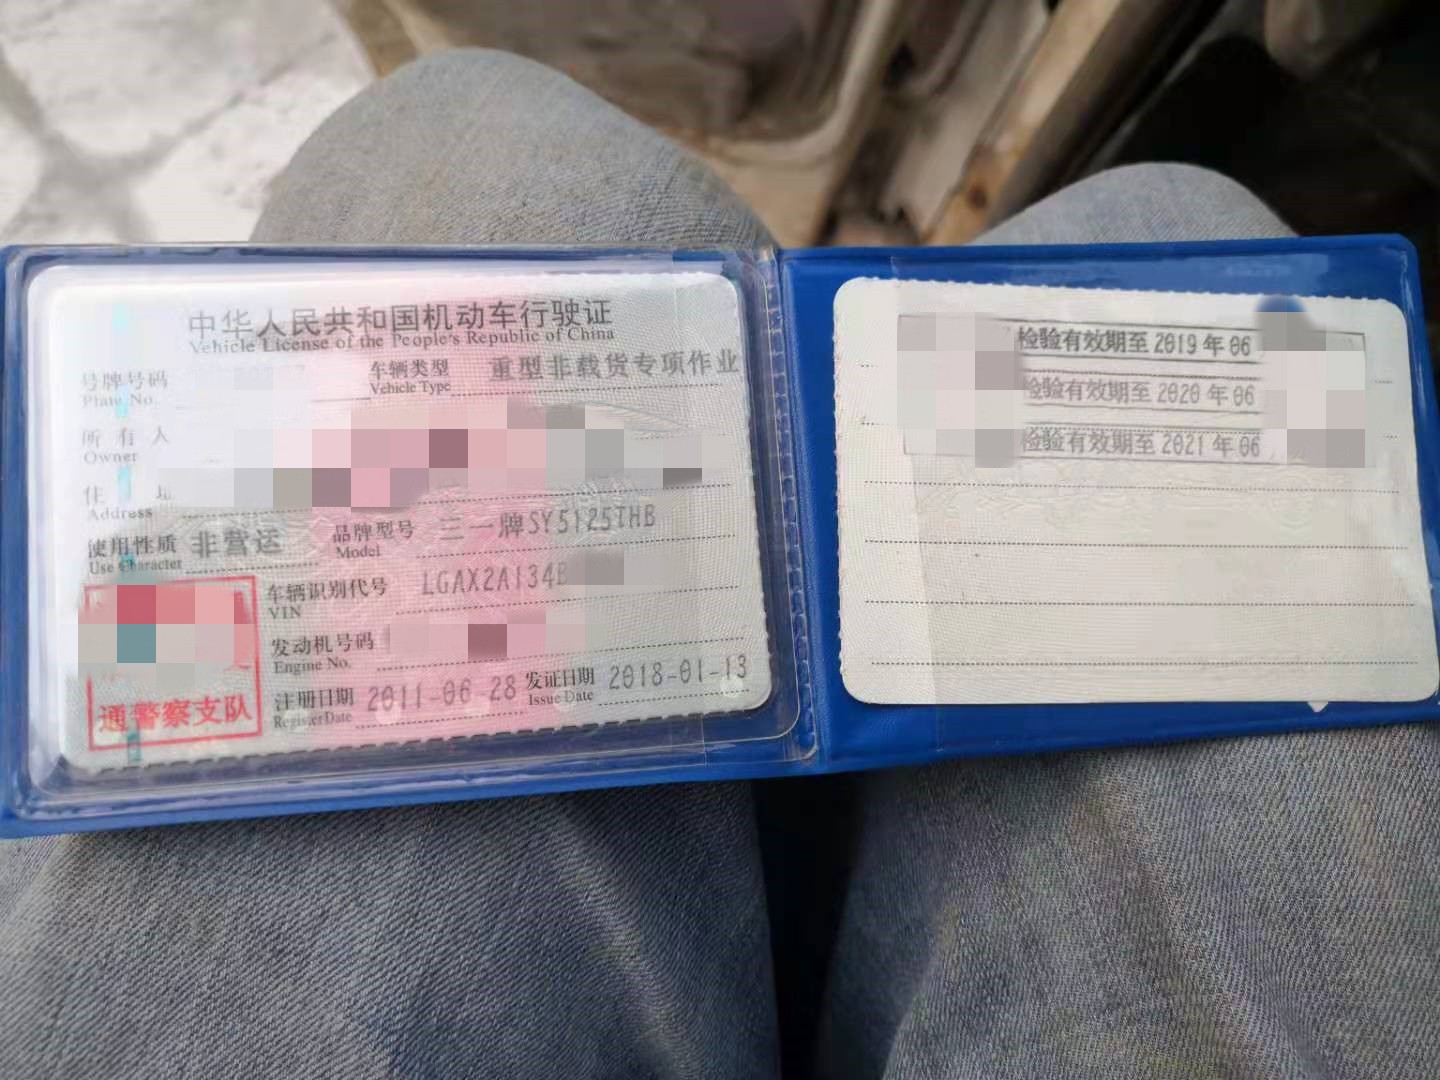 中华人民共和国机动车行驶证
Vehicle License of the People's Republic of China
号牌号码 车辆类型 重型非载货专项作业
Plate No. Vehicle Type
所有人
Owner
住址
Address
使用性质 非营运 品牌型号 三一牌SY5125THB
Use Character Model
车辆识别代号 LGAX2A134B
VIN
发动机号码
Engine No.
注册日期 2011-06-28 发证日期 2018-01-13
Register Date Issue Date
通警察支队
检验有效期至2019年06
检验有效期至2020年06
检验有效期至2021年06